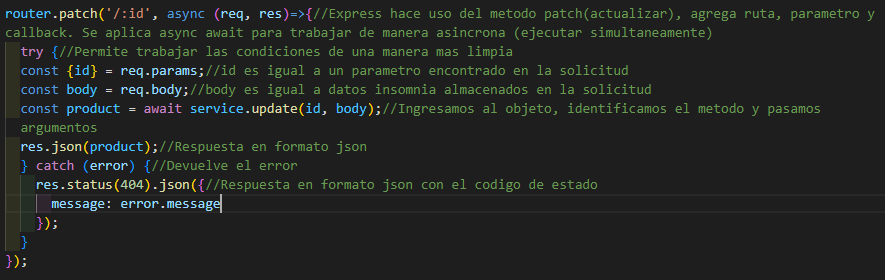 router.patch('/:id', async (req, res)=>{//Express hace uso del metodo patch(actualizar), agrega ruta, parametro y
callback. Se aplica async await para trabajar de manera asincrona (ejecutar simultaneamente)
try {//Permite trabajar las condiciones de una manera mas limpia
const {id} = req.params;//id es igual a un parametro encontrado en la solicitud
const body = req.body;//body es igual a datos insomnia almacenados en la solicitud
const product = await service.update(id, body);//Ingresamos al objeto, identificamos el metodo y pasamos
argumentos
res.json(product);//Respuesta en formato json
} catch (error) {//Devuelve el error
res.status(404).json({//Respuesta en formato json con el codigo de estado
message: error.message
});
}
});